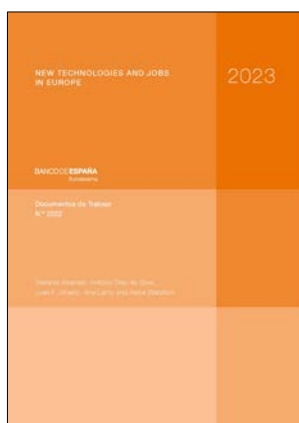 NEW TECHNOLOGIES AND JOBS
IN EUROPE
2023
BANCO DE ESPAÑA
Eurosistema
Documentos de Trabajo
N.º 2322